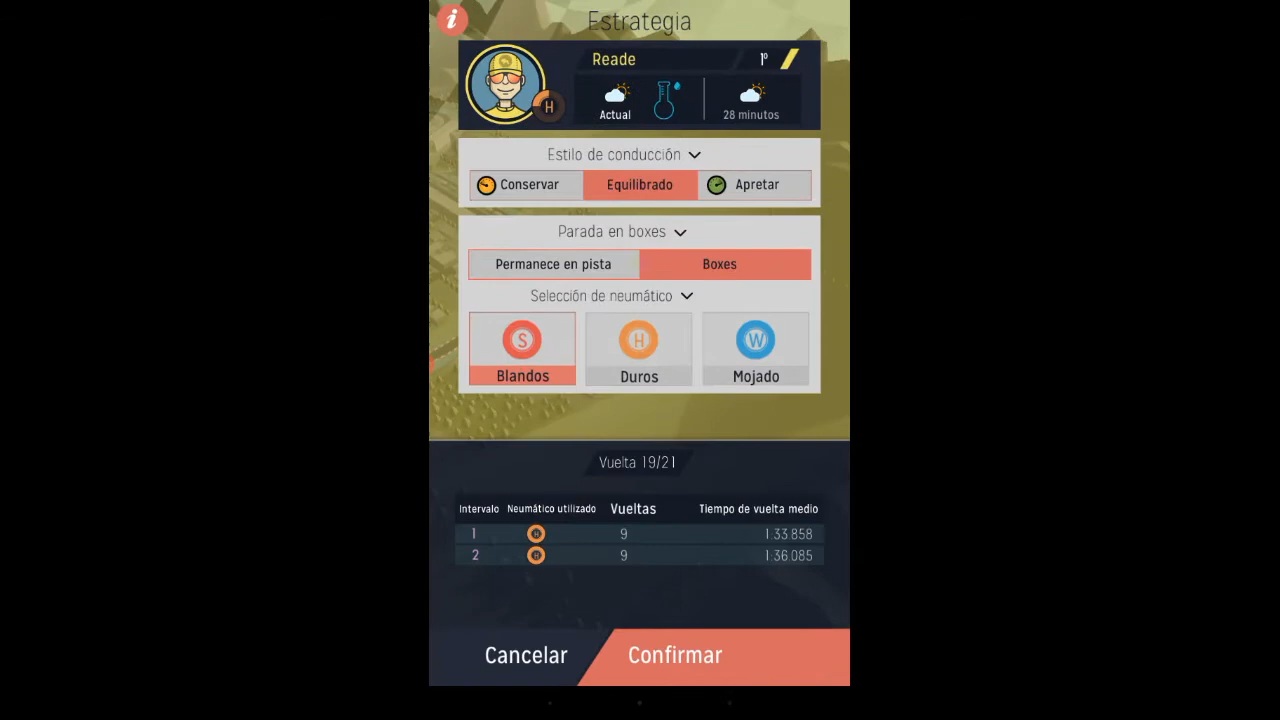 i Estrategia
Reade 1º
H
Actual 28 minutos
Estilo de conducción
Conservar Equilibrado Apretar
Parada en boxes
Permanece en pista Boxes
Selección de neumático
S H W
Blandos Duros Mojado
Vuelta 19/21
Intervalo Neumático utilizado Vueltas Tiempo de vuelta medio
1 H 9 1:33.858
2 H 9 1:36.085
Cancelar Confirmar